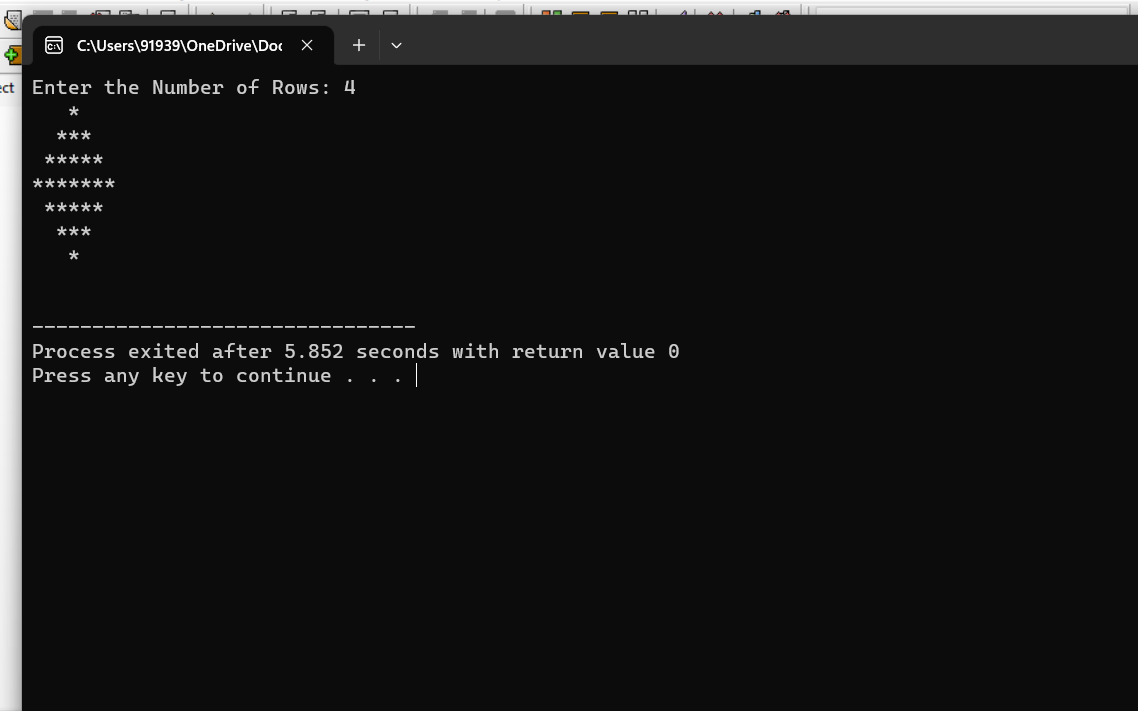 C:\Users\91939\OneDrive\Doc
ect
Enter the Number of Rows: 4
   *
  ***
 *****
*******
 *****
  ***
   *
--------------------------------
Process exited after 5.852 seconds with return value 0
Press any key to continue . . .